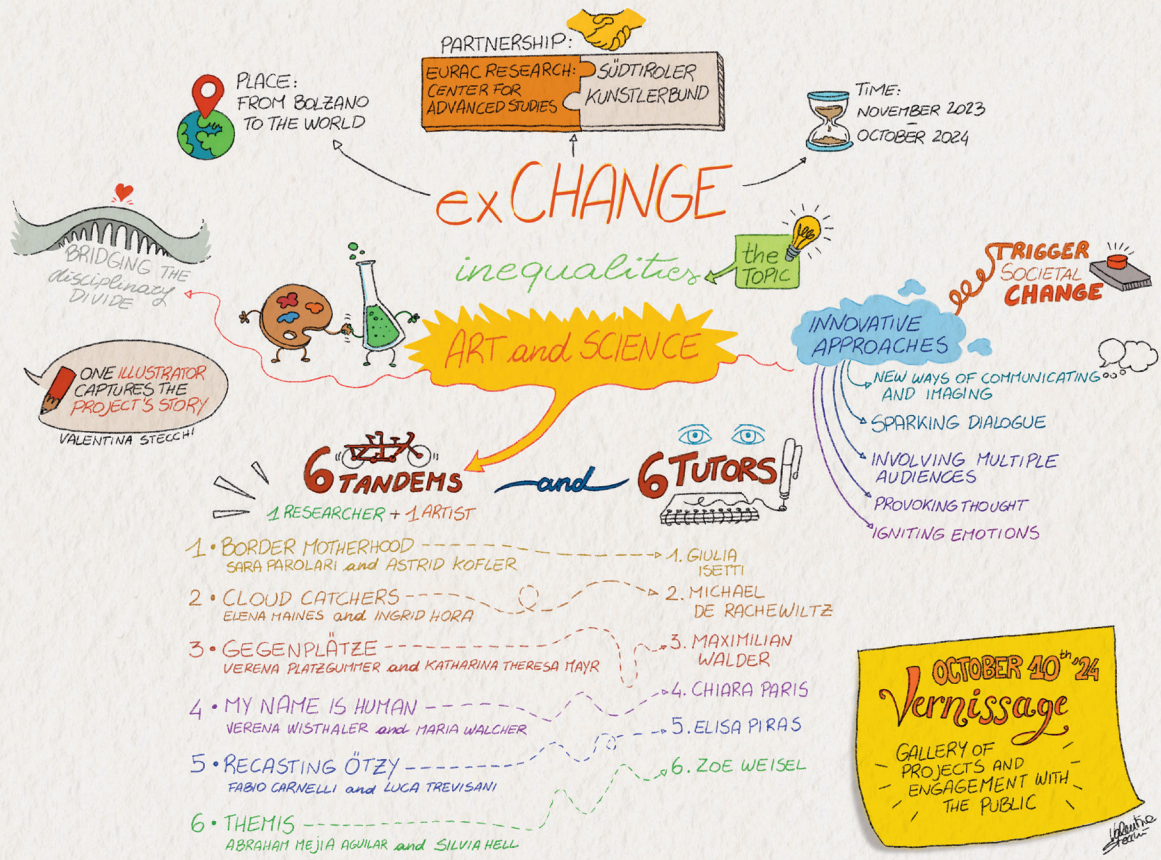 PARTNERSHIP:
EURAC RESEARCH:
CENTER FOR
ADVANCED STUDIES
SÜDTIROLER
KUNSTLERBUND
PLACE:
FROM BOLZANO
TO THE WORLD
TIME:
NOVEMBER 2023
-
OCTOBER 2024
exCHANGE
inequalities
the
TOPIC
BRIDGING THE
disciplinary
DIVIDE
ART and SCIENCE
INNOVATIVE
APPROACHES
TRIGGER
SOCIETAL
CHANGE
NEW WAYS OF COMMUNICATING
AND IMAGING
SPARKING DIALOGUE
INVOLVING MULTIPLE
AUDIENCES
PROVOKING THOUGHT
IGNITING EMOTIONS
ONE ILLUSTRATOR
CAPTURES THE
PROJECT'S STORY
VALENTINA STECCHI
6 TANDEMS
and
6 TUTORS
1 RESEARCHER + 1 ARTIST
1 • BORDER MOTHERHOOD
SARA PAROLARI and ASTRID KOFLER
1. GIULIA
ISETTI
2 • CLOUD CATCHERS
ELENA MAINES and INGRID HORA
2. MICHAEL
DE RACHEWILTZ
3 • GEGENPLÄTZE
VERENA PLATZGUMMER and KATHARINA THERESA MAYR
3. MAXIMILIAN
WALDER
4 • MY NAME IS HUMAN
VERENA WISTHALER and MARIA WALCHER
4. CHIARA PARIS
5 • RECASTING ÖTZY
FABIO CARNELLI and LUCA TREVISANI
5. ELISA PIRAS
6 • THEMIS
ABRAHAM MEJIA AGUILAR and SILVIA HELL
6. ZOE WEISEL
OCTOBER 10th '24
Vernissage
GALLERY OF
PROJECTS AND
ENGAGEMENT WITH
THE PUBLIC
Valentina
Stecchi